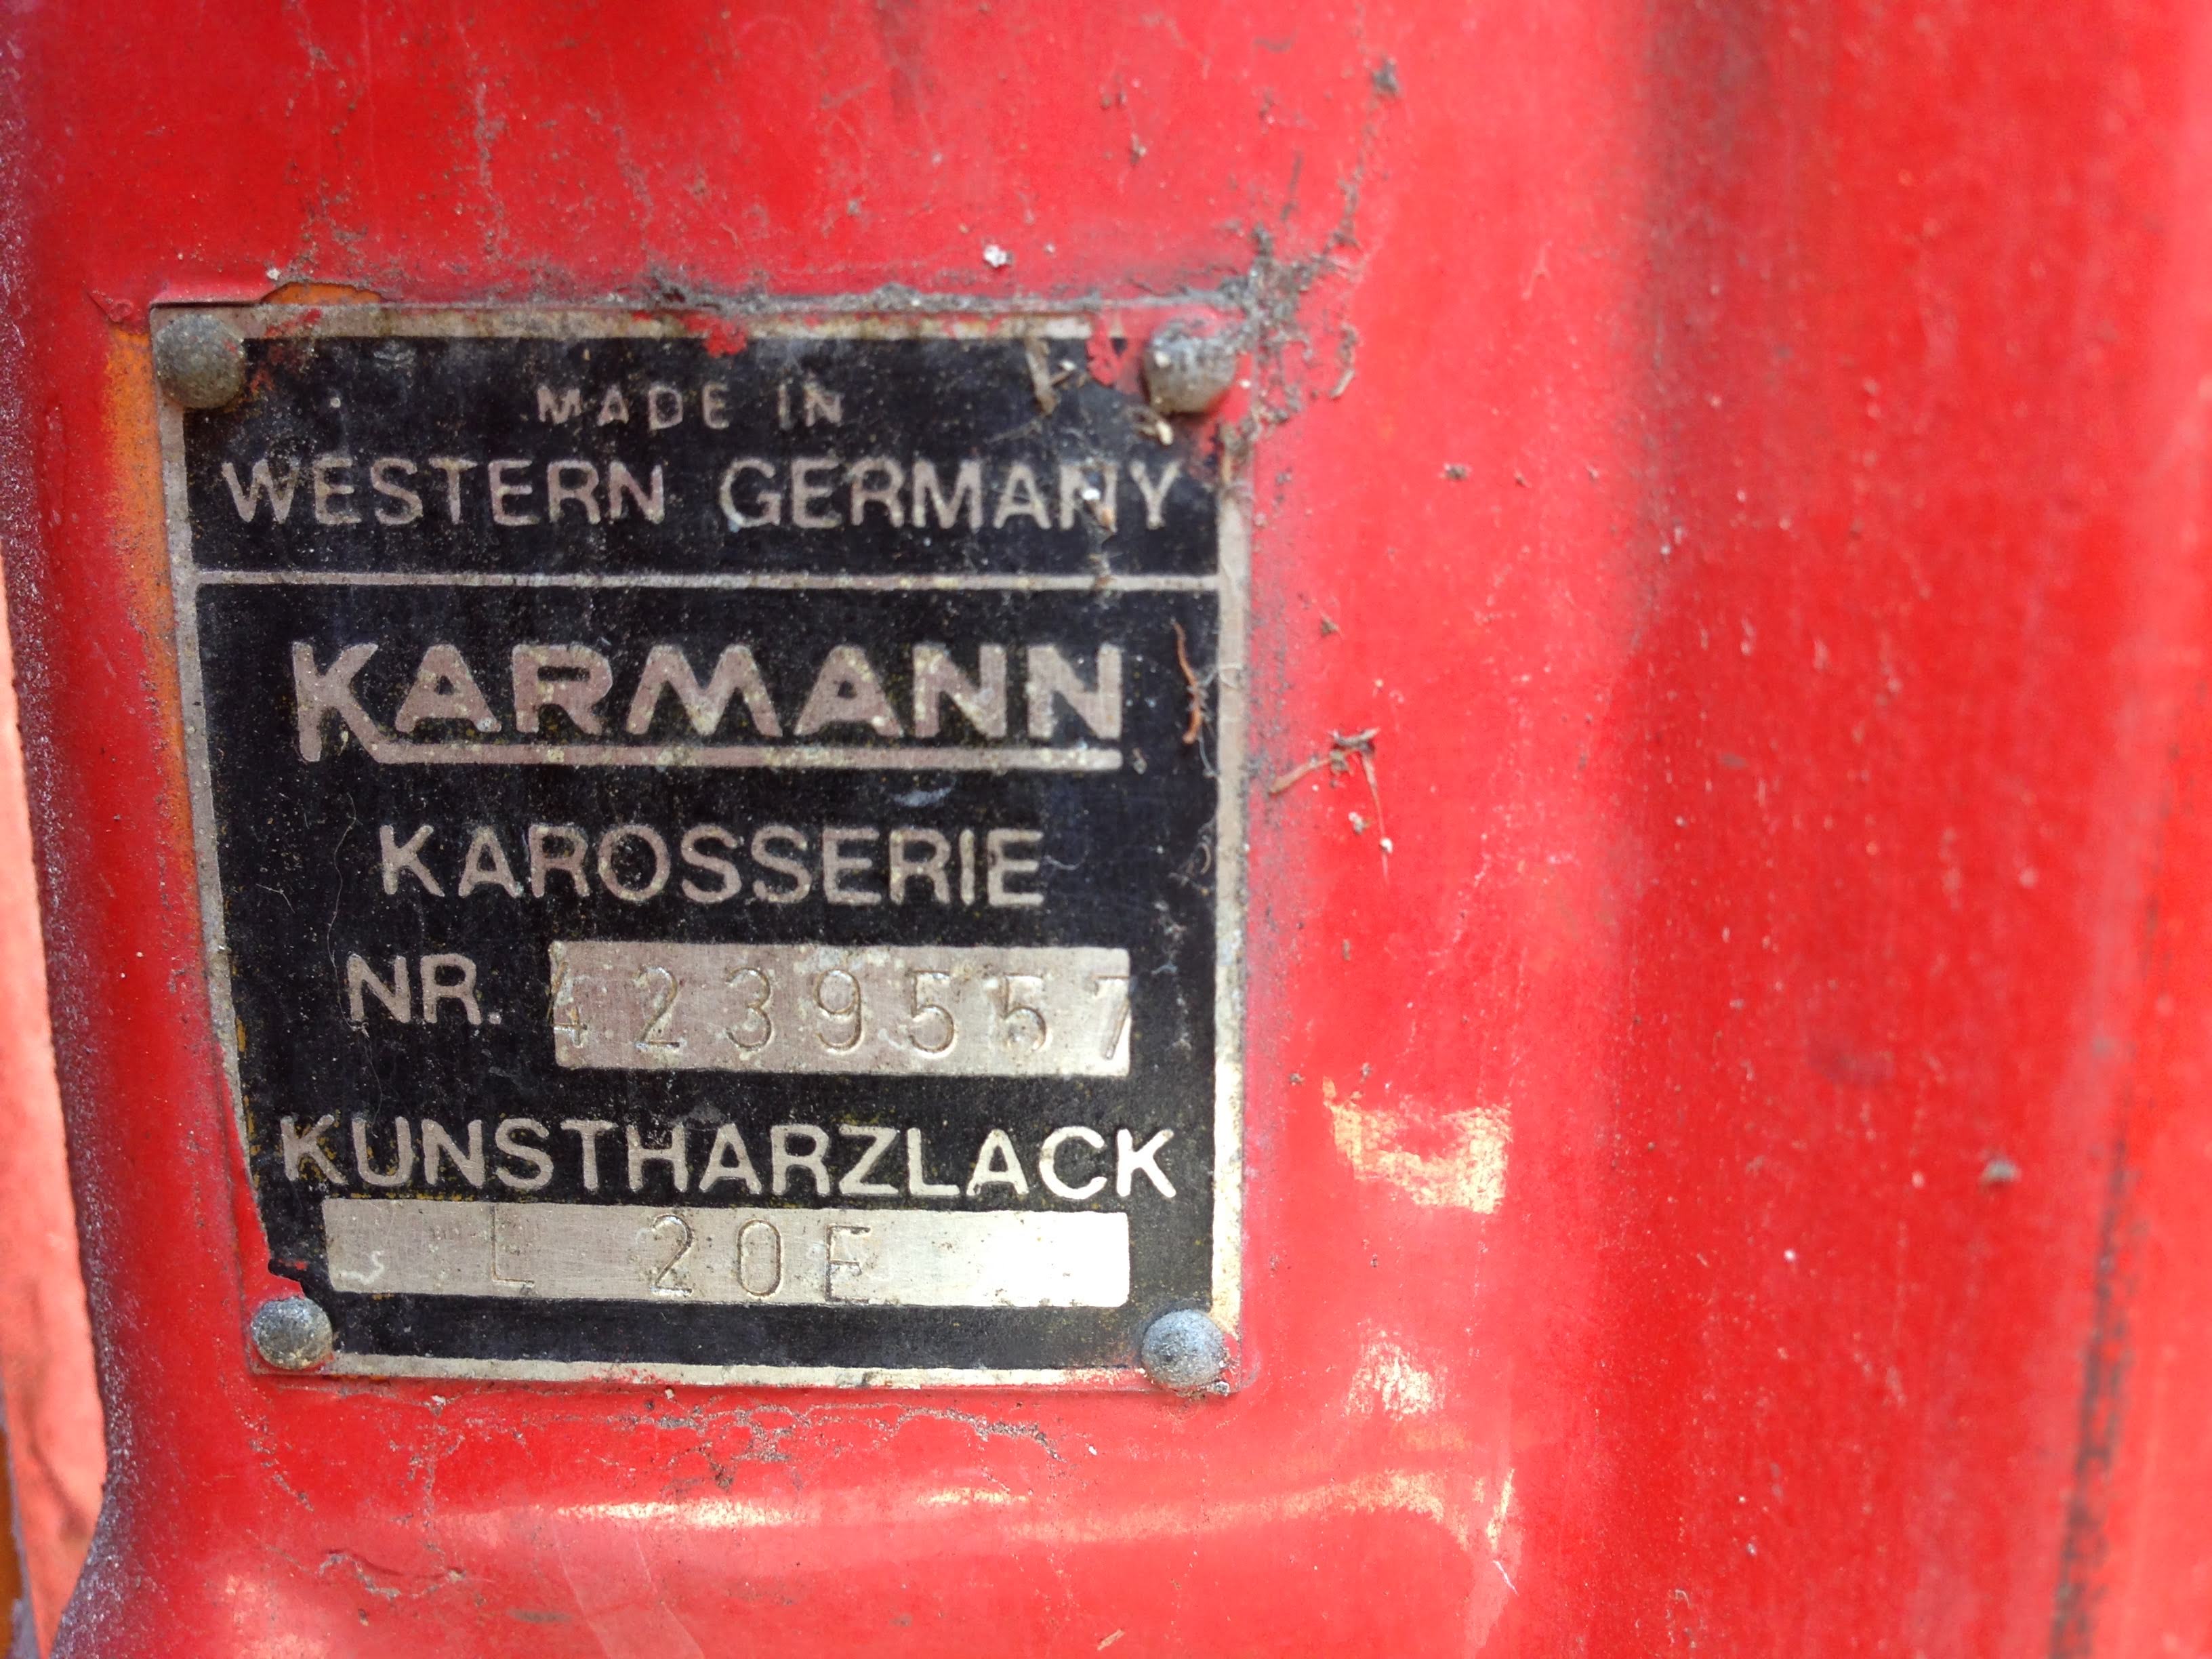 MADE IN
WESTERN GERMANY
KARMANN
KAROSSERIE
NR. 4239557
KUNSTHARZLACK
L 20E